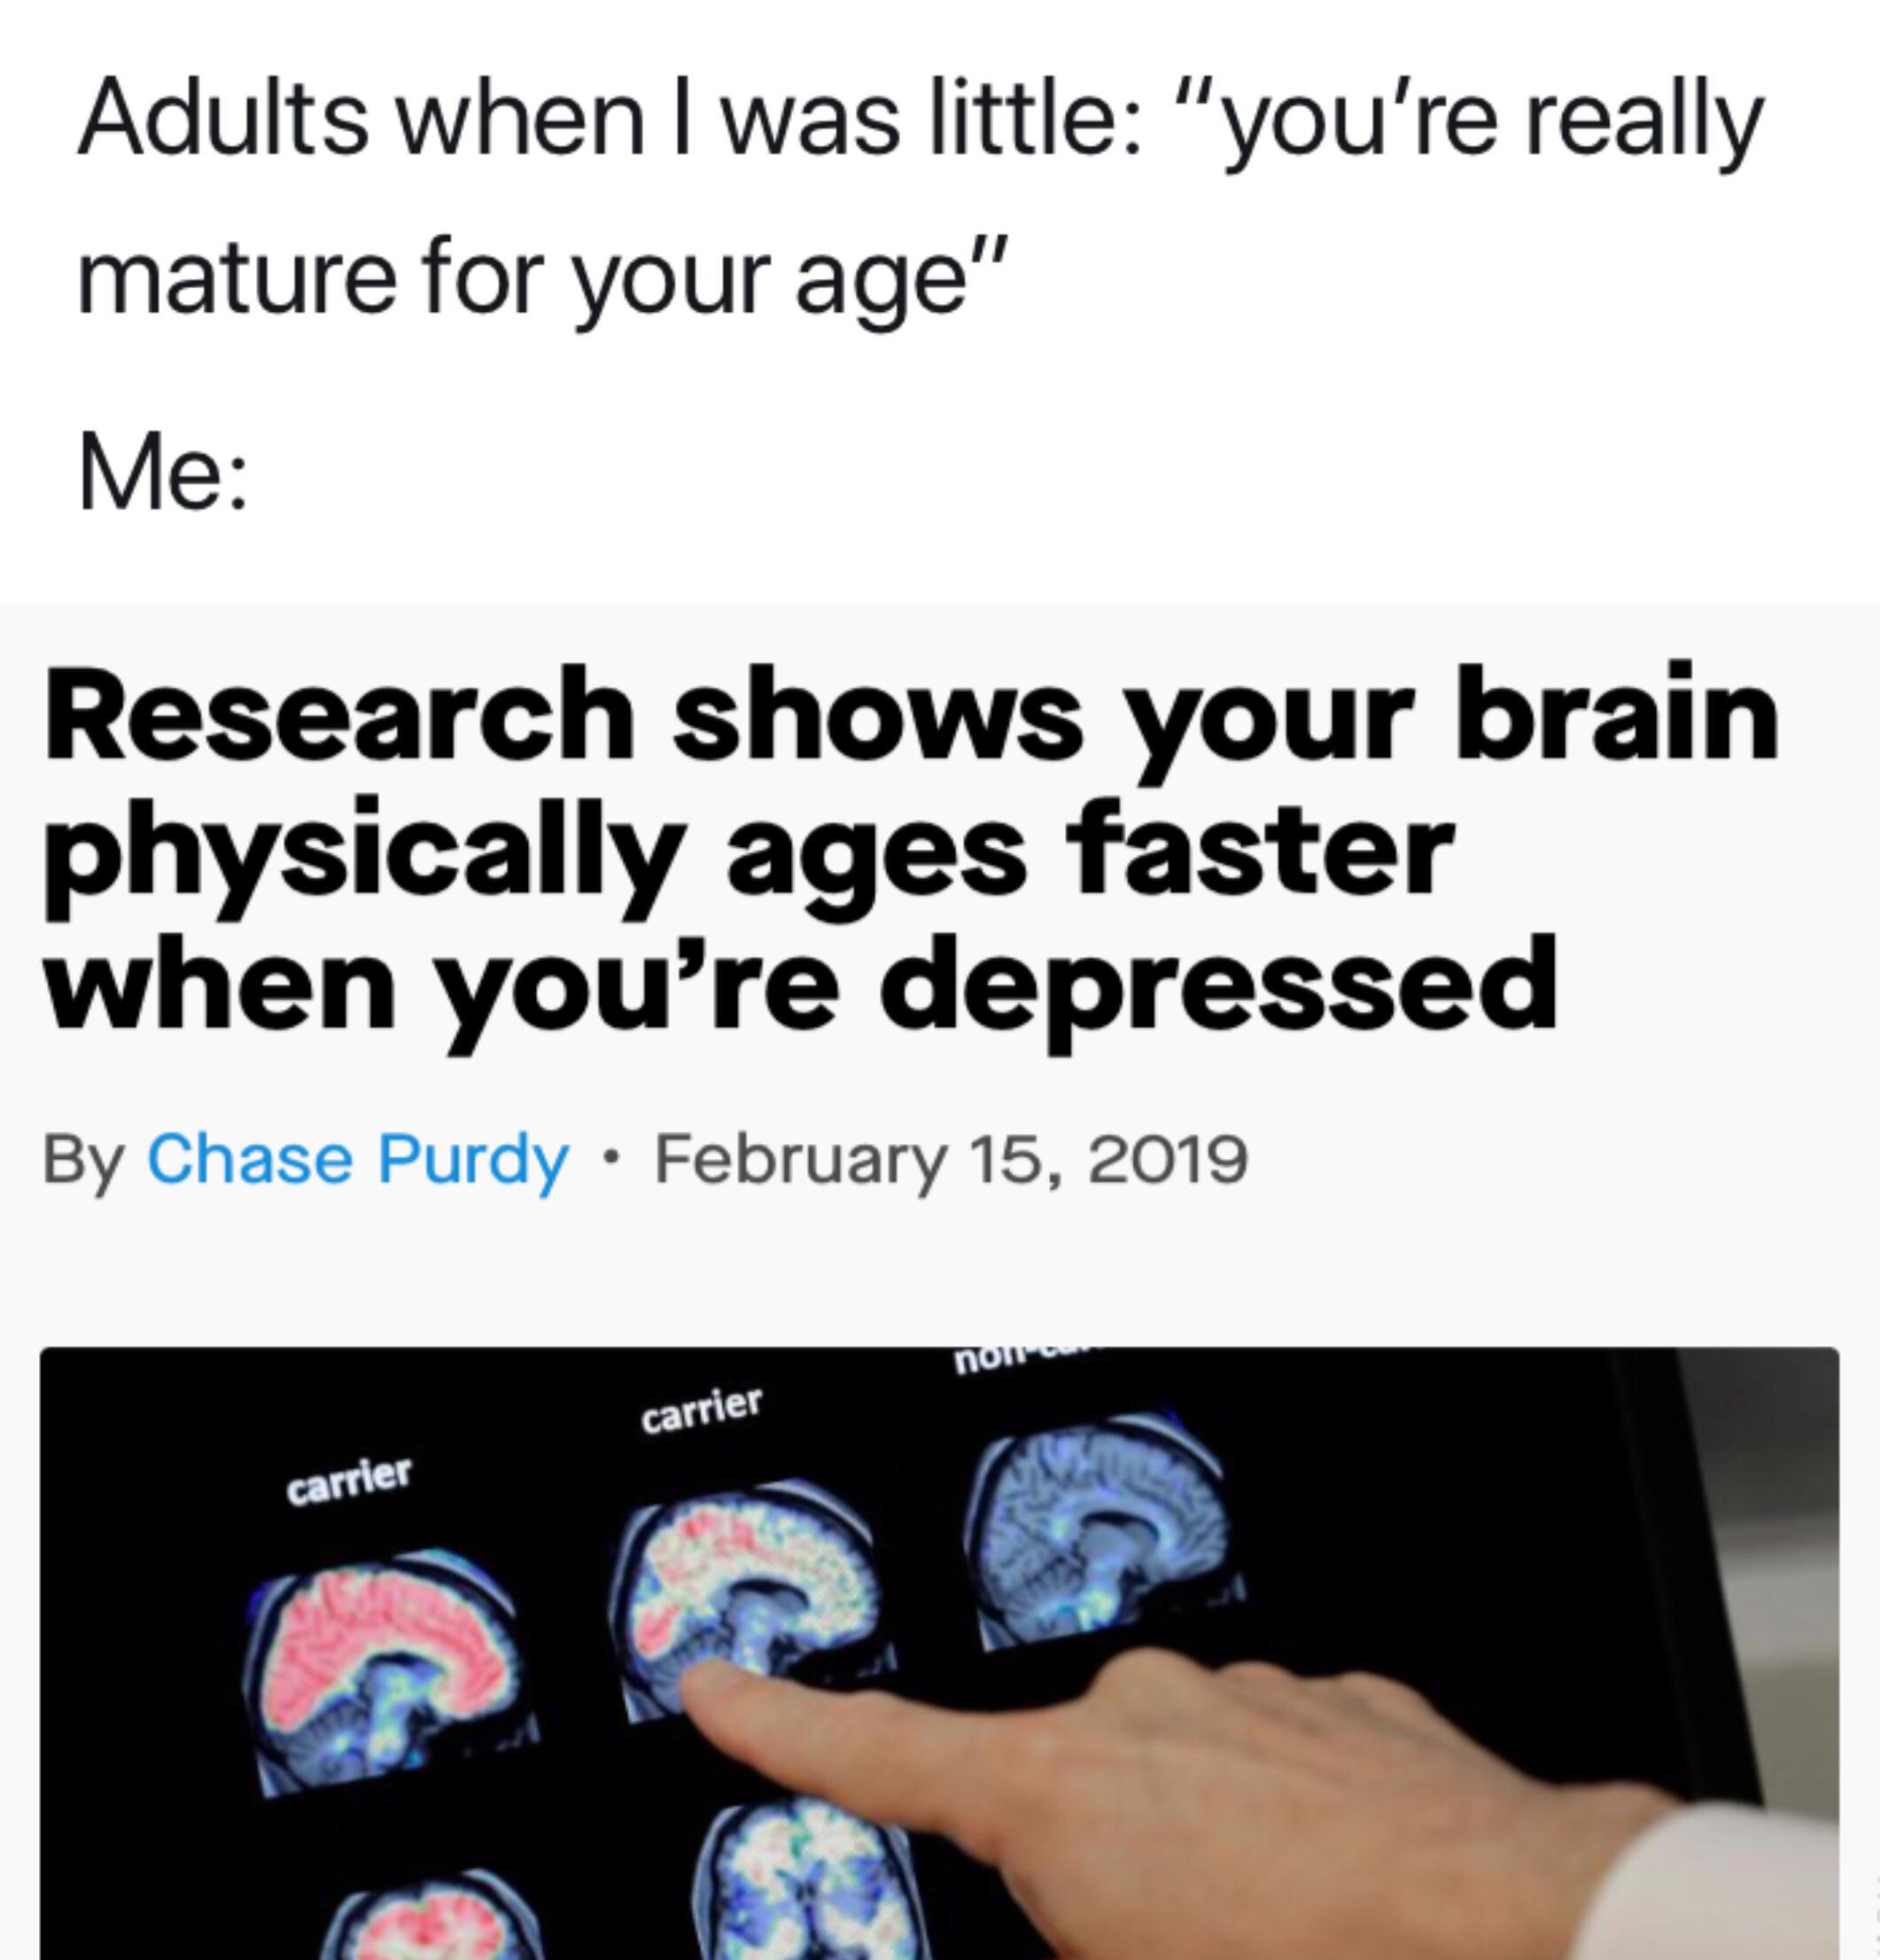 Adults when I was little: “you’re really
mature for your age”
Me:
Research shows your brain
physically ages faster
when you’re depressed
By Chase Purdy • February 15, 2019
carrier
carrier